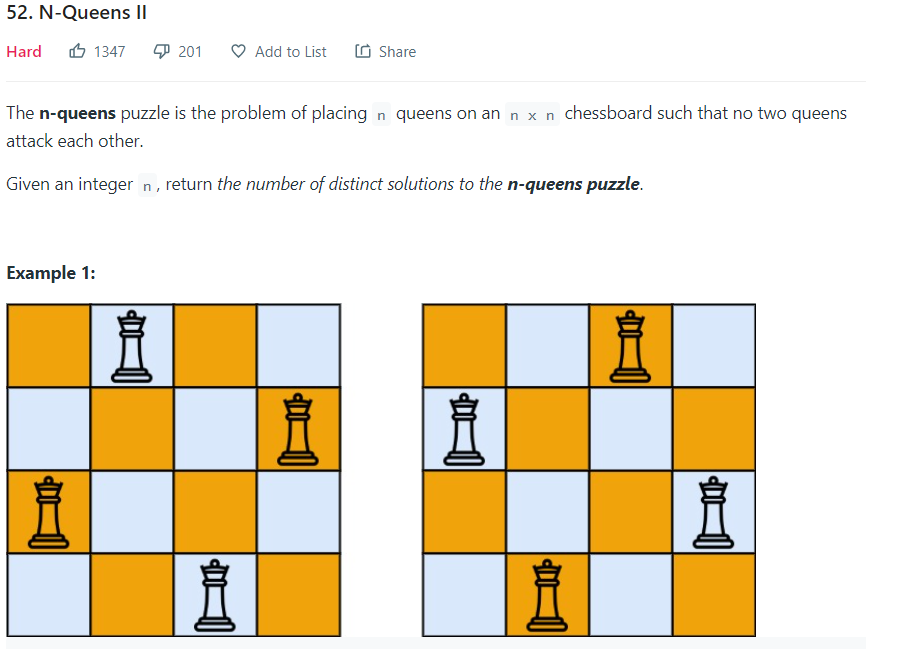 52. N-Queens II
Hard 1347 201 Add to List Share
The n-queens puzzle is the problem of placing n queens on an n x n chessboard such that no two queens
attack each other.
Given an integer n, return the number of distinct solutions to the n-queens puzzle.
Example 1: